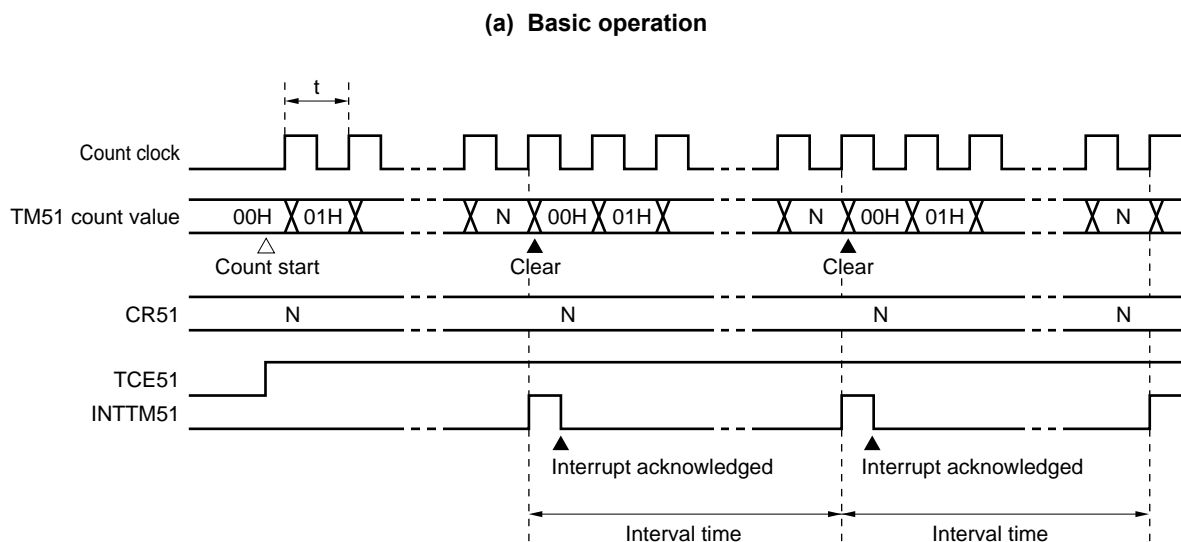 (a) Basic operation
t
Count clock
TM51 count value 00H 01H N 00H 01H N 00H 01H N
Count start Clear Clear
CR51 N N N N
TCE51
INTTM51
Interrupt acknowledged Interrupt acknowledged
Interval time Interval time